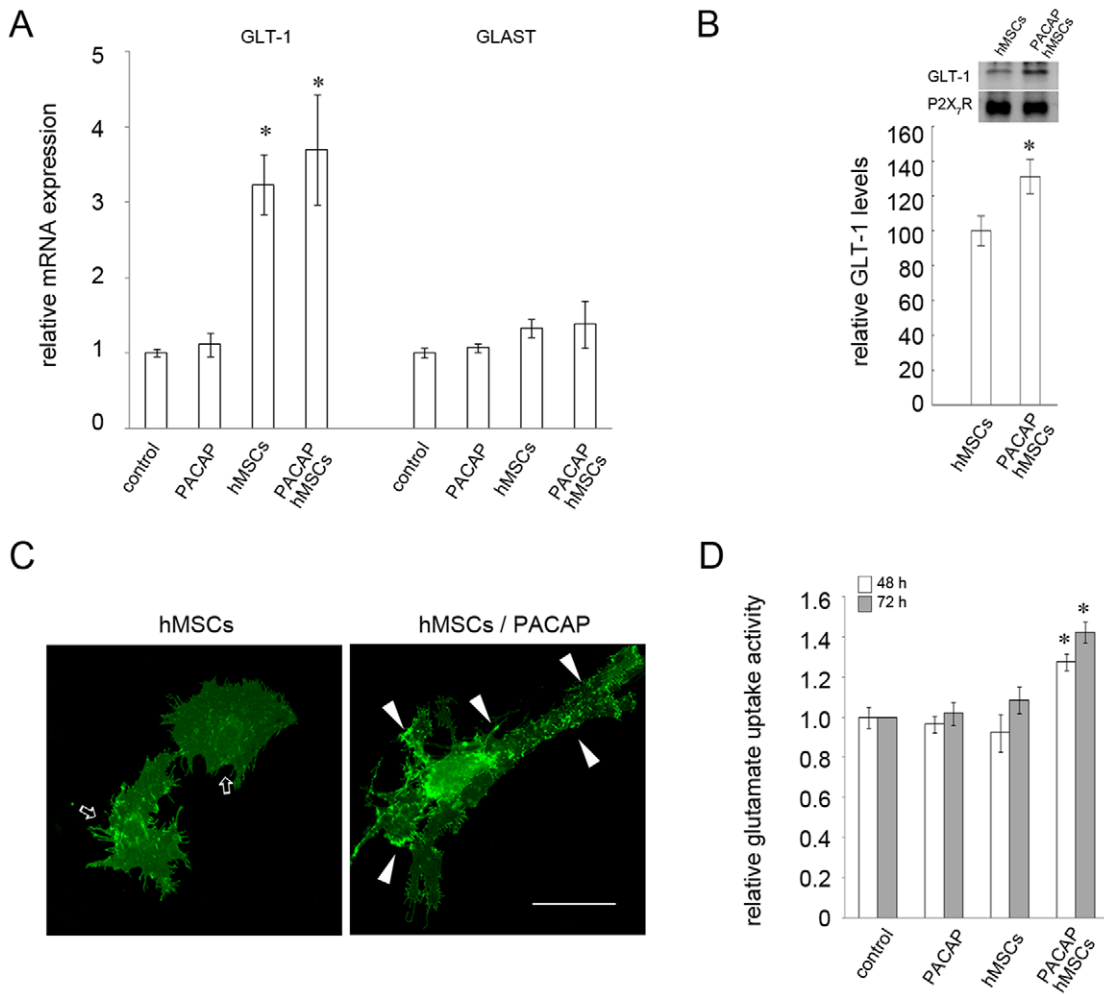 A
GLT-1
GLAST
relative mRNA expression
5
4
3
2
1
0
*
*
control
PACAP
hMSCs
PACAP
hMSCs
control
PACAP
hMSCs
PACAP
hMSCs
B
hMSCs
PACAP
hMSCs
GLT-1
P2X7R
relative GLT-1 levels
160
140
120
100
80
60
40
20
0
*
hMSCs
PACAP
hMSCs
C
hMSCs
hMSCs / PACAP
D
48 h
72 h
relative glutamate uptake activity
1.6
1.4
1.2
1.0
0.8
0.6
0.4
0.2
0
*
*
control
PACAP
hMSCs
PACAP
hMSCs